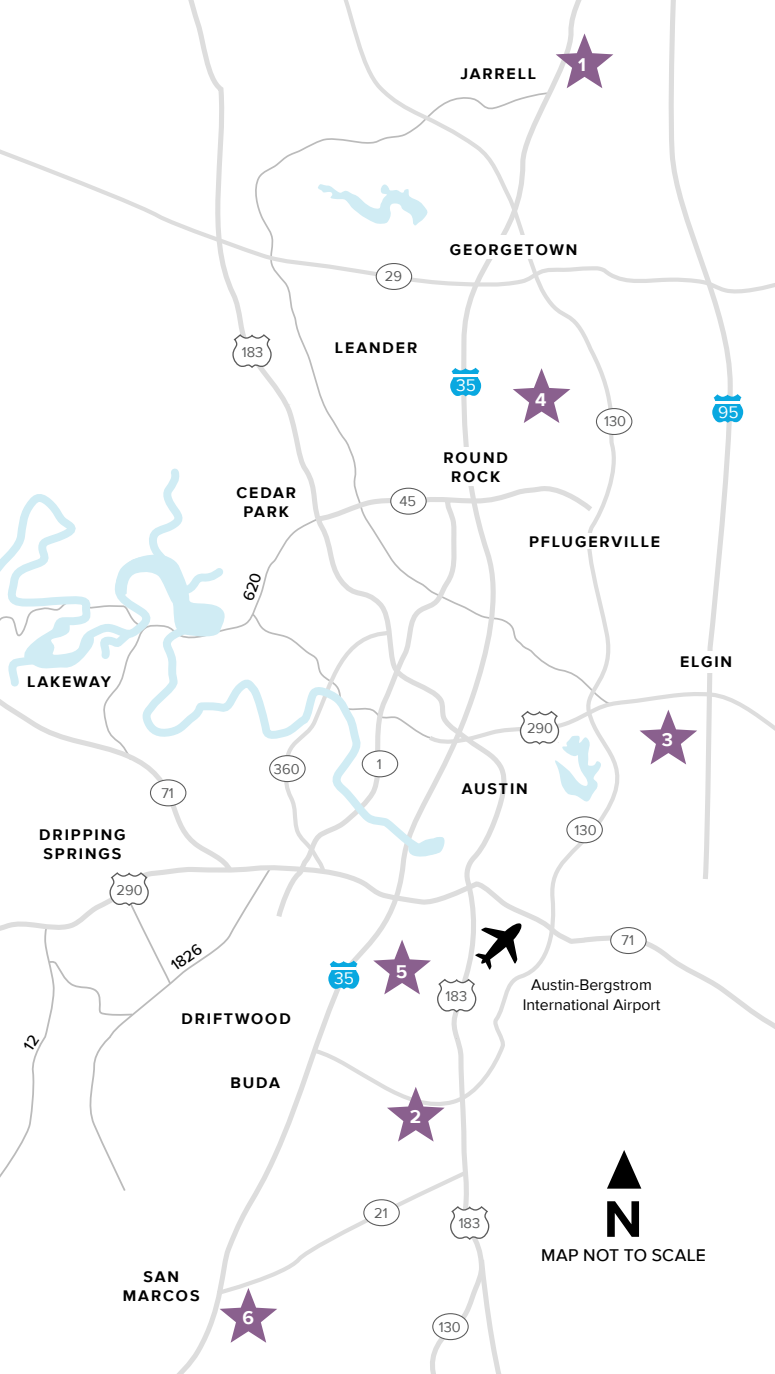 JARRELL
1
GEORGETOWN
29
LEANDER
183
35
4
95
130
ROUND
ROCK
CEDAR
PARK
45
PFLUGERVILLE
620
ELGIN
LAKEWAY
290
3
360
1
71
AUSTIN
130
DRIPPING
SPRINGS
290
71
1826
35
5
183
Austin-Bergstrom
International Airport
DRIFTWOOD
12
BUDA
2
21
183
N
MAP NOT TO SCALE
SAN
MARCOS
6
130